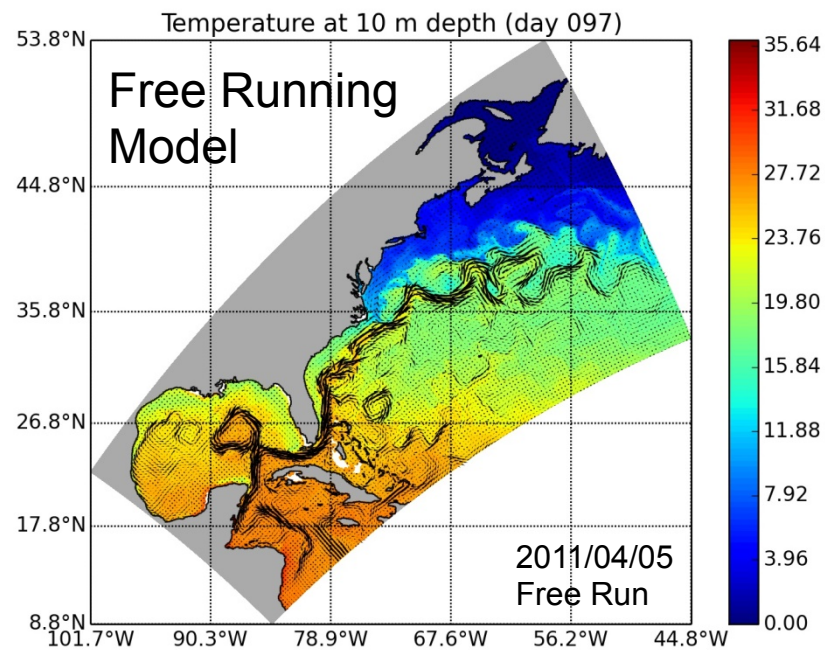 Temperature at 10 m depth (day 097)
53.8°N
44.8°N
35.8°N
26.8°N
17.8°N
8.8°N
Free Running
Model
2011/04/05
Free Run
101.7°W 90.3°W 78.9°W 67.6°W 56.2°W 44.8°W
35.64
31.68
27.72
23.76
19.80
15.84
11.88
7.92
3.96
0.00